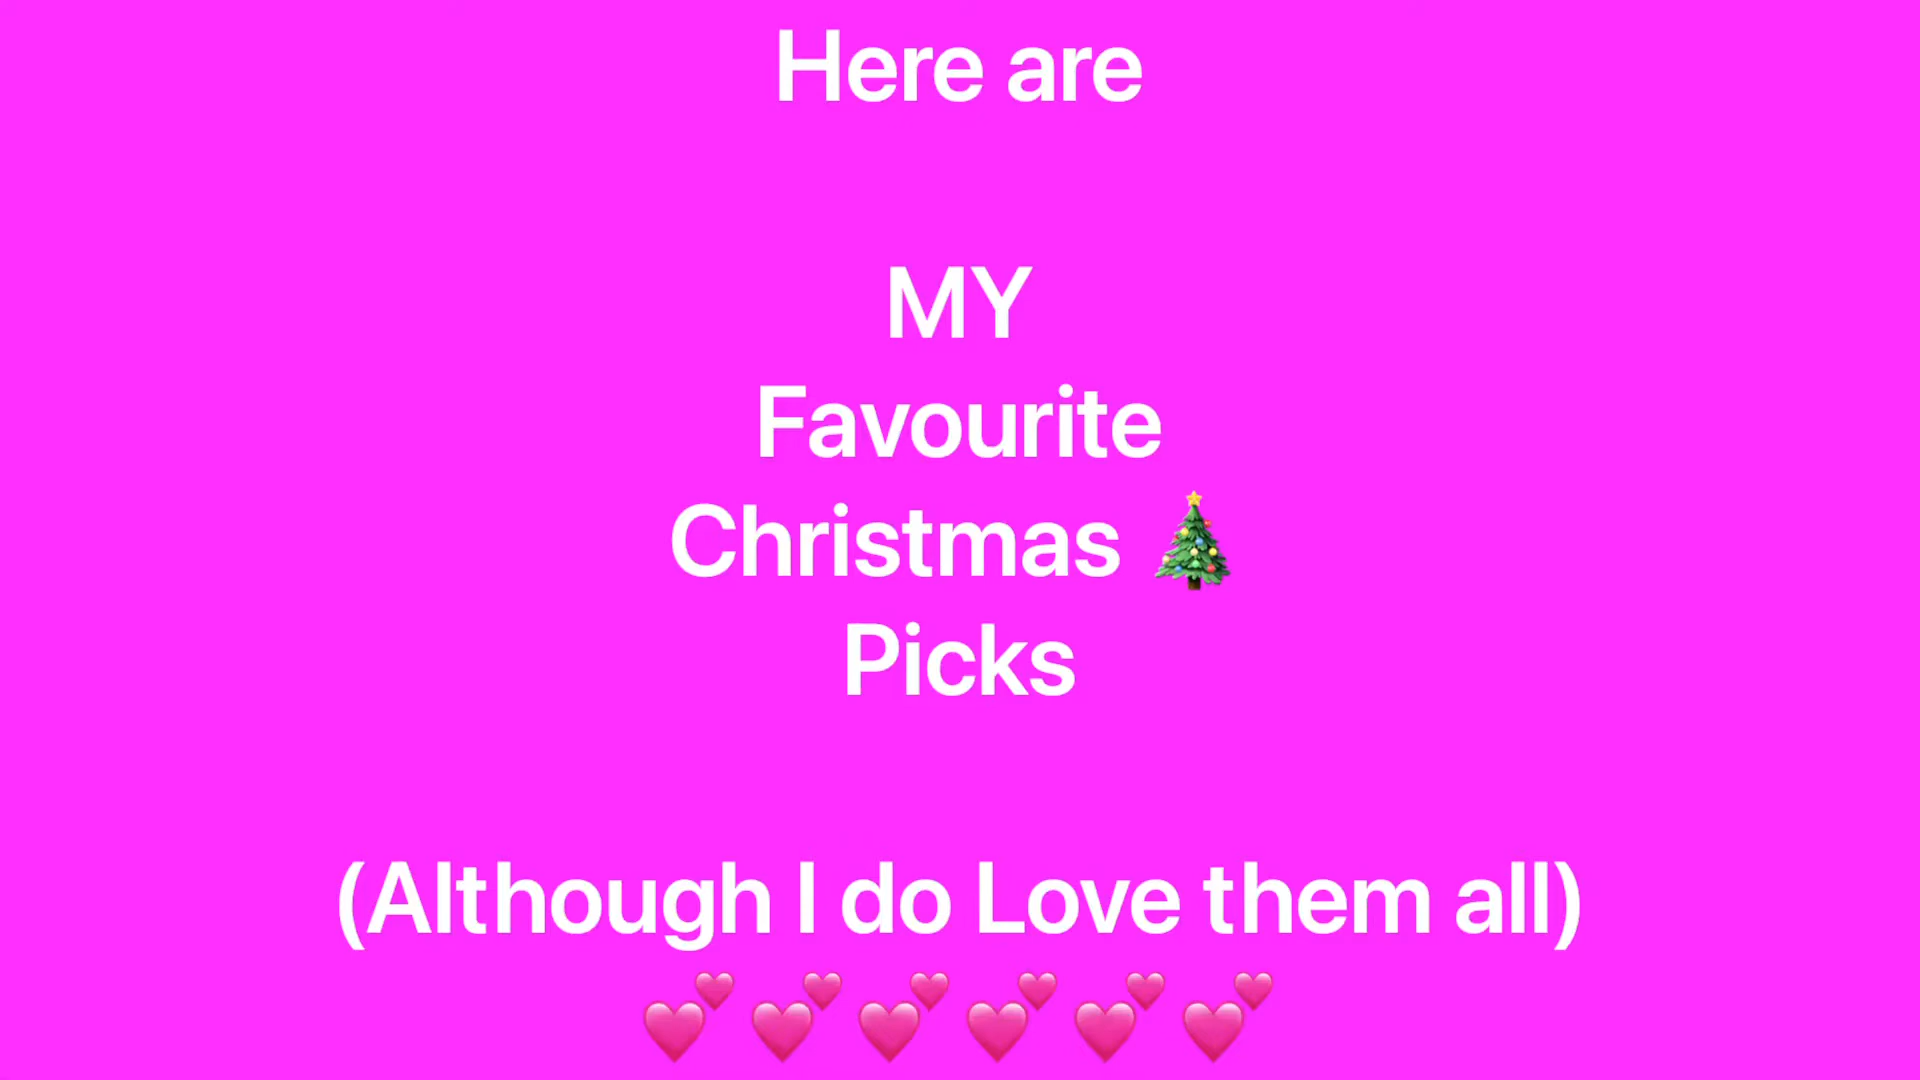 Here are
MY
Favourite
Christmas 🎄
Picks
(Although I do Love them all)
💕💕💕💕💕💕